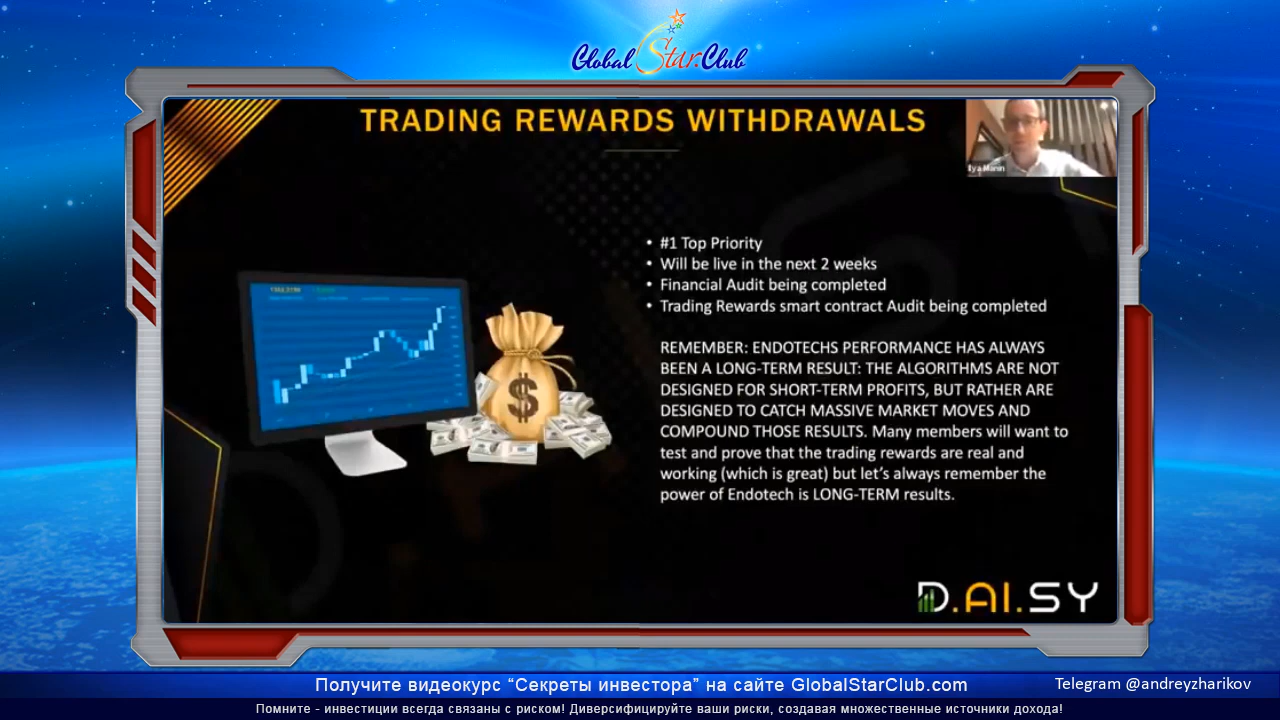 Global Star.Club
TRADING REWARDS WITHDRAWALS
Ilya Manin
• #1 Top Priority
• Will be live in the next 2 weeks
• Financial Audit being completed
• Trading Rewards smart contract Audit being completed
REMEMBER: ENDOTECHS PERFORMANCE HAS ALWAYS
BEEN A LONG-TERM RESULT: THE ALGORITHMS ARE NOT
DESIGNED FOR SHORT-TERM PROFITS, BUT RATHER ARE
DESIGNED TO CATCH MASSIVE MARKET MOVES AND
COMPOUND THOSE RESULTS. Many members will want to
test and prove that the trading rewards are real and
working (which is great) but let's always remember the
power of Endotech is LONG-TERM results.
$
D.AI.SY
Получите видеокурс “Секреты инвестора” на сайте GlobalStarClub.com
Telegram @andreyzharikov
Помните - инвестиции всегда связаны с риском! Диверсифицируйте ваши риски, создавая множественные источники дохода!